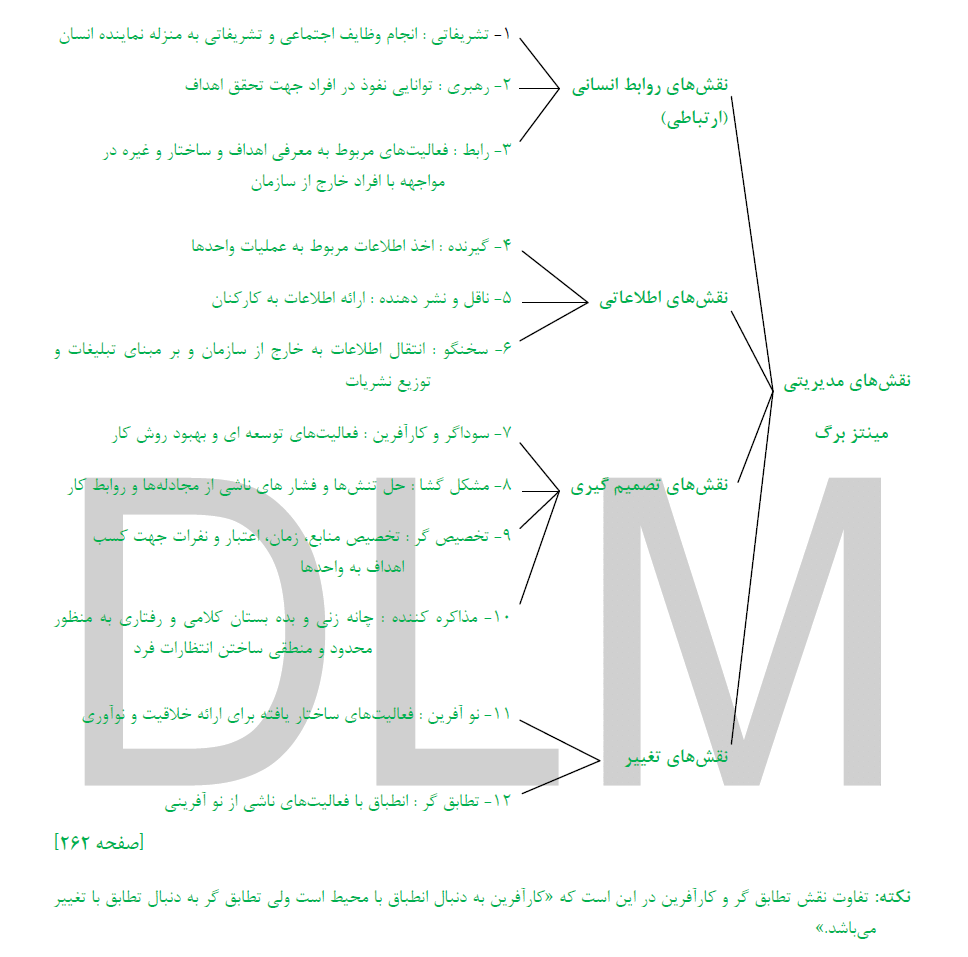 نقش‌های مدیریتی
مینتز برگ
نقش‌های روابط انسانی
(ارتباطی)
۱- تشریفاتی : انجام وظایف اجتماعی و تشریفاتی به منزله نماینده انسان
۲- رهبری : توانایی نفوذ در افراد جهت تحقق اهداف
۳- رابط : فعالیت‌های مربوط به معرفی اهداف و ساختار و غیره در
مواجهه با افراد خارج از سازمان
نقش‌های اطلاعاتی
۴- گیرنده : اخذ اطلاعات مربوط به عملیات واحدها
۵- ناقل و نشر دهنده : ارائه اطلاعات به کارکنان
۶- سخنگو : انتقال اطلاعات به خارج از سازمان و بر مبنای تبلیغات و
توزیع نشریات
نقش‌های تصمیم گیری
۷- سوداگر و کارآفرین : فعالیت‌های توسعه ای و بهبود روش کار
۸- مشکل گشا : حل تنش‌ها و فشار های ناشی از مجادله‌ها و روابط کار
۹- تخصیص گر : تخصیص منابع، زمان، اعتبار و نفرات جهت کسب
اهداف به واحدها
۱۰- مذاکره کننده : چانه زنی و بده بستان کلامی و رفتاری به منظور
محدود و منطقی ساختن انتظارات فرد
نقش‌های تغییر
۱۱- نو آفرین : فعالیت‌های ساختار یافته برای ارائه خلاقیت و نوآوری
۱۲- تطابق گر : انطباق با فعالیت‌های ناشی از نو آفرینی
[صفحه ۲۶۲]
نکته: تفاوت نقش تطابق گر و کارآفرین در این است که «کارآفرین به دنبال انطباق با محیط است ولی تطابق گر به دنبال تطابق با تغییر
می‌باشد.»
DLM